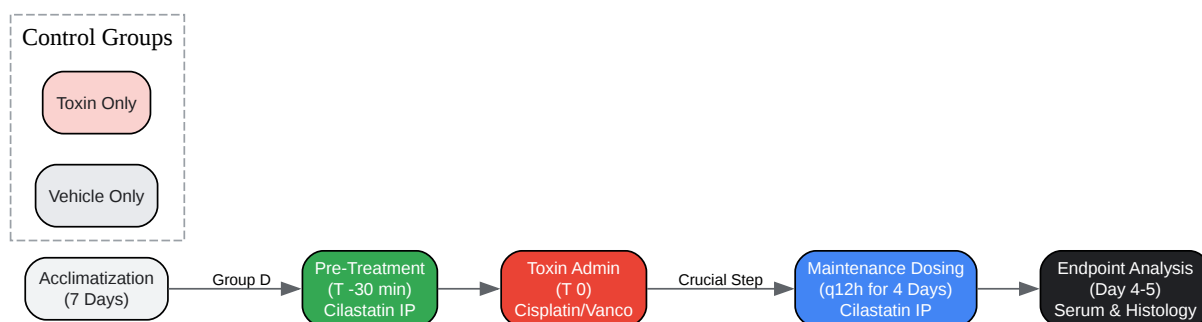 Control Groups
Toxin Only
Vehicle Only
Acclimatization
(7 Days)
Group D
Pre-Treatment
(T -30 min)
Cilastatin IP
Toxin Admin
(T 0)
Cisplatin/Vanco
Crucial Step
Maintenance Dosing
(q12h for 4 Days)
Cilastatin IP
Endpoint Analysis
(Day 4-5)
Serum & Histology